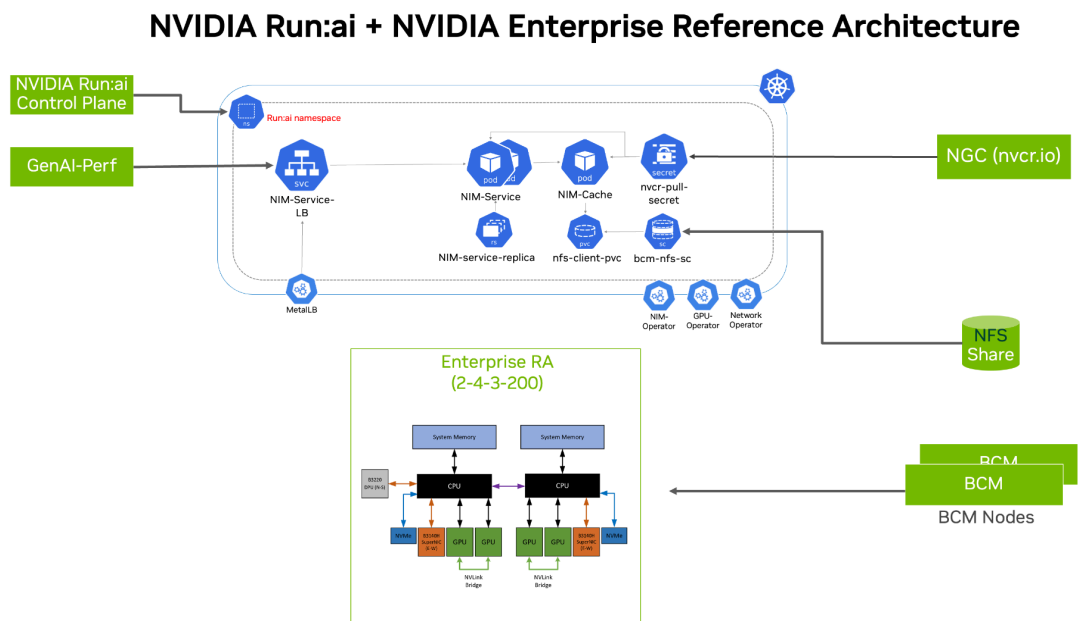 NVIDIA Run:ai + NVIDIA Enterprise Reference Architecture
NVIDIA Run:ai
Control Plane
ns
Run:ai namespace
GenAI-Perf
svc
NIM-Service-
LB
pod
NIM-Service
pod
NIM-Cache
secret
nvcr-pull-
secret
NGC (nvcr.io)
rs
NIM-service-replica
pvc
nfs-client-pvc
sc
bcm-nfs-sc
MetalLB
NIM-
Operator
GPU-
Operator
Network
Operator
NFS
Share
Enterprise RA
(2-4-3-200)
System Memory
System Memory
B3220
DPU (N-S)
CPU
CPU
NVMe
SuperNIC
(E-W)
GPU
GPU
GPU
GPU
SuperNIC
(E-W)
NVMe
NVLink
Bridge
NVLink
Bridge
BCM
BCM
BCM Nodes